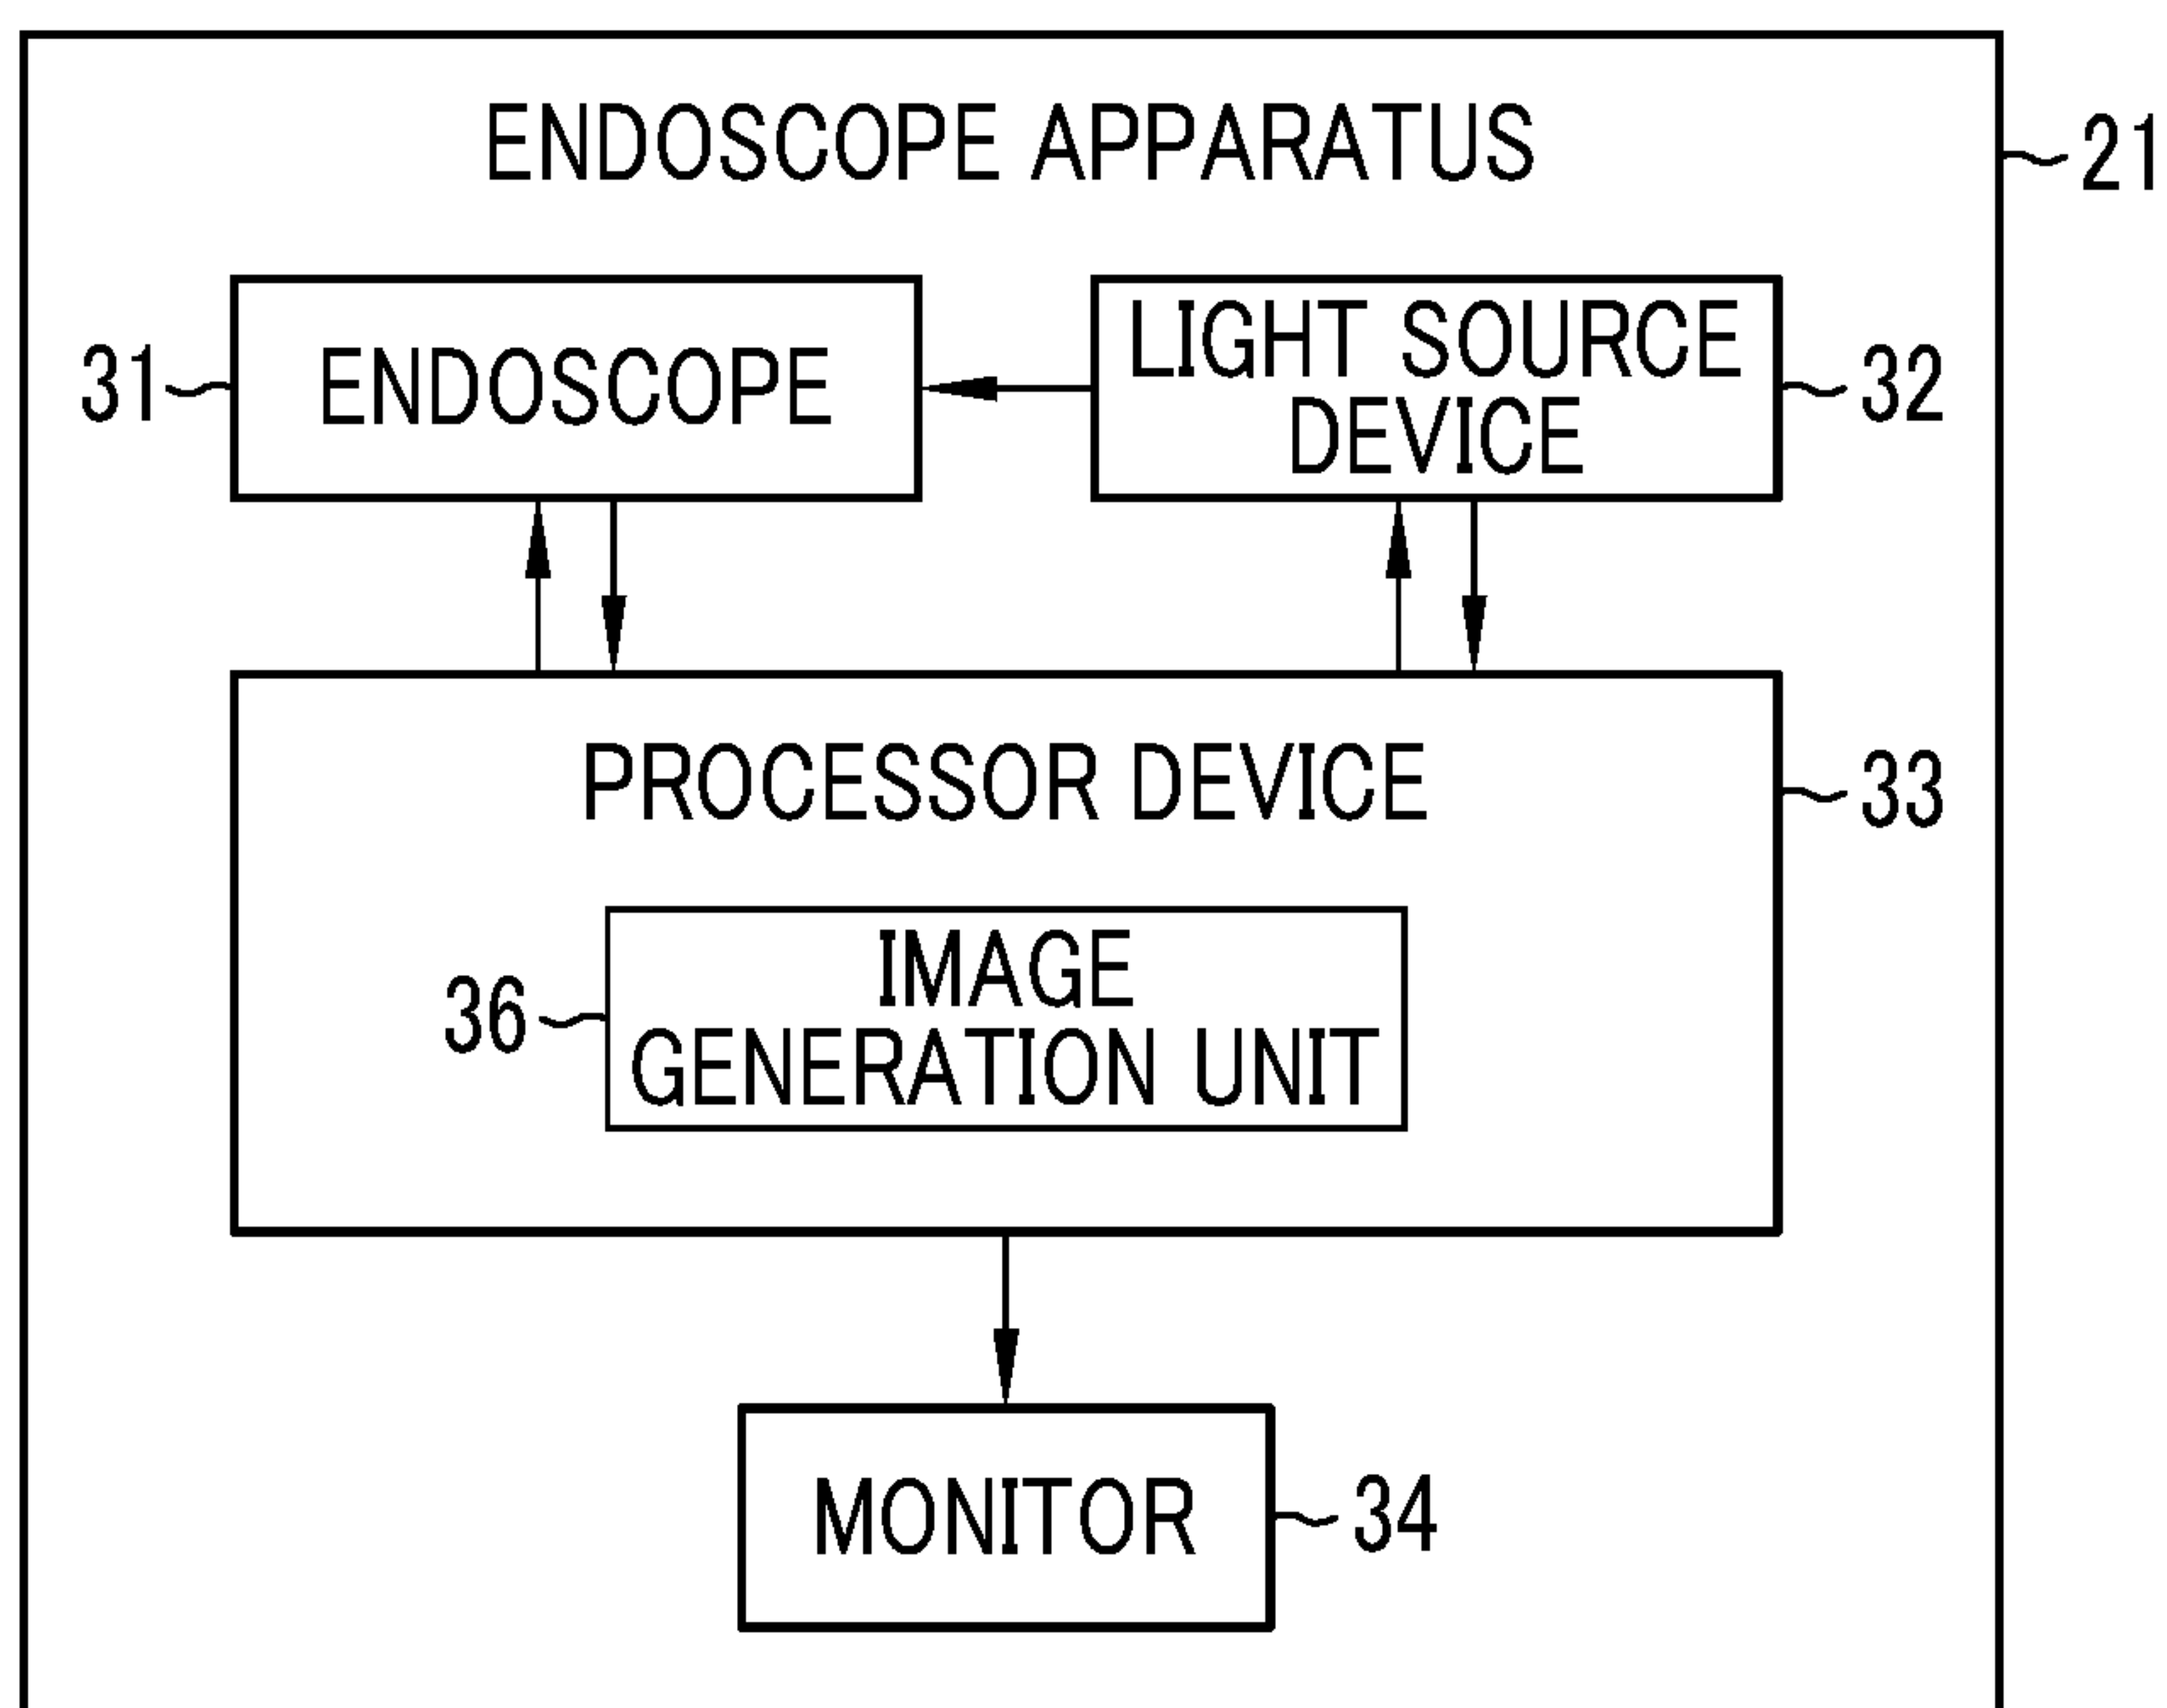 ENDOSCOPE APPARATUS
21
31
ENDOSCOPE
LIGHT SOURCE
DEVICE
32
PROCESSOR DEVICE
33
36
IMAGE
GENERATION UNIT
MONITOR
34